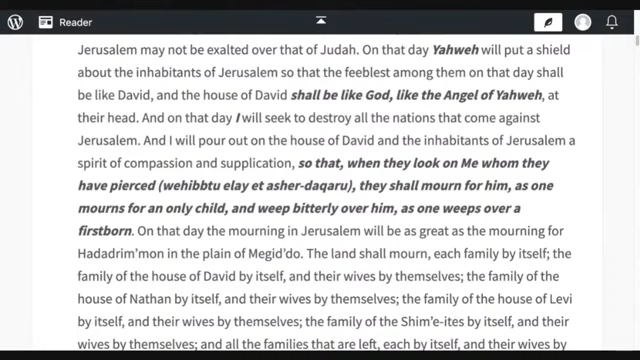 Reader
Jerusalem may not be exalted over that of Judah. On that day Yahweh will put a shield
about the inhabitants of Jerusalem so that the feeblest among them on that day shall
be like David, and the house of David shall be like God, like the Angel of Yahweh, at
their head. And on that day I will seek to destroy all the nations that come against
Jerusalem. And I will pour out on the house of David and the inhabitants of Jerusalem a
spirit of compassion and supplication, so that, when they look on Me whom they
have pierced (wehibbtu elay et asher-daqaru), they shall mourn for him, as one
mourns for an only child, and weep bitterly over him, as one weeps over a
firstborn. On that day the mourning in Jerusalem will be as great as the mourning for
Hadadrim'mon in the plain of Megid'do. The land shall mourn, each family by itself; the
family of the house of David by itself, and their wives by themselves; the family of the
house of Nathan by itself, and their wives by themselves; the family of the house of Levi
by itself, and their wives by themselves; the family of the Shim'e-ites by itself, and their
wives by themselves; and all the families that are left, each by itself, and their wives by